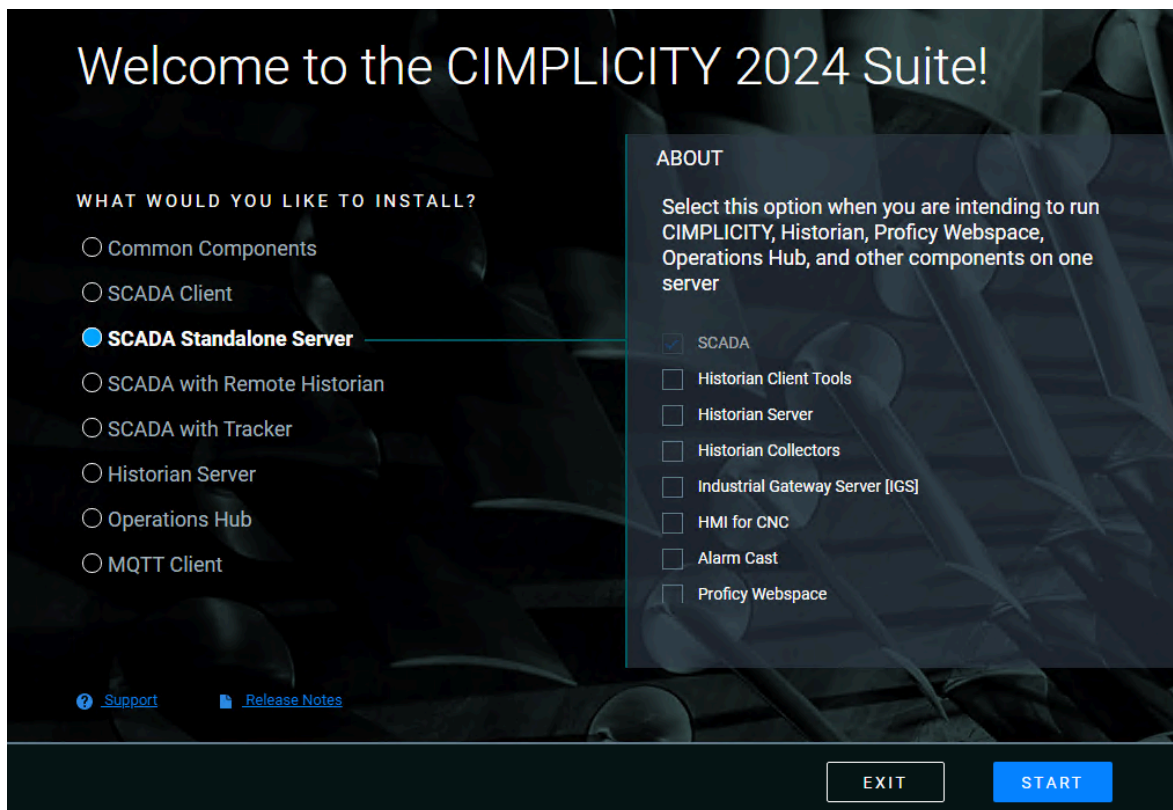 Welcome to the CIMPLICITY 2024 Suite!
WHAT WOULD YOU LIKE TO INSTALL?
Common Components
SCADA Client
SCADA Standalone Server
SCADA with Remote Historian
SCADA with Tracker
Historian Server
Operations Hub
MQTT Client
ABOUT
Select this option when you are intending to run
CIMPLICITY, Historian, Proficy Webspace,
Operations Hub, and other components on one
server
SCADA
Historian Client Tools
Historian Server
Historian Collectors
Industrial Gateway Server [IGS]
HMI for CNC
Alarm Cast
Proficy Webspace
Support
Release Notes
EXIT
START